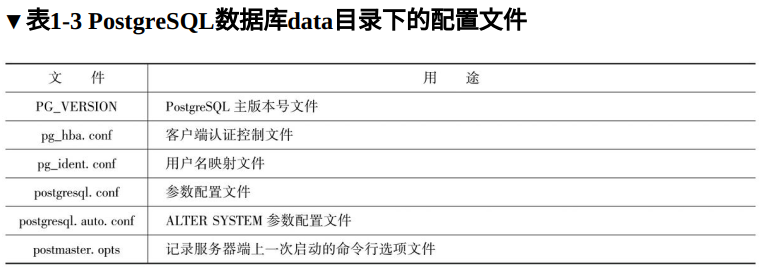 ▼表1-3 PostgreSQL数据库data目录下的配置文件
文 件 用 途
PG_VERSION PostgreSQL 主版本号文件
pg_hba. conf 客户端认证控制文件
pg_ident. conf 用户名映射文件
postgresql. conf 参数配置文件
postgresql. auto. conf ALTER SYSTEM 参数配置文件
postmaster. opts 记录服务器端上一次启动的命令行选项文件